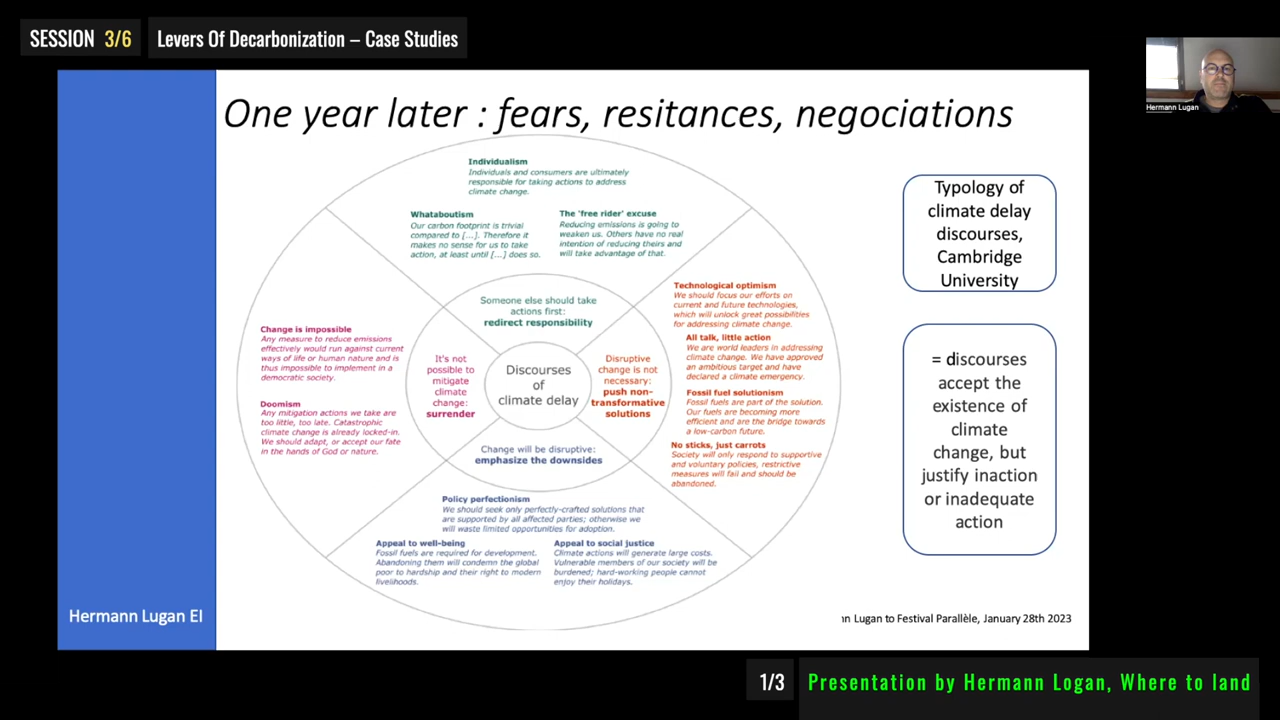 SESSION 3/6
Levers Of Decarbonization – Case Studies
Hermann Lugan
One year later : fears, resitances, negociations
Individualism
Individuals and consumers are ultimately
responsible for taking actions to address
climate change.
Whataboutism
Our carbon footprint is trivial
compared to [...]. Therefore it
makes no sense for us to take
action, at least until [...] does so.
The 'free rider' excuse
Reducing emissions is going to
weaken us. Others have no real
intention of reducing theirs and
will take advantage of that.
Someone else should take
actions first:
redirect responsibility
Technological optimism
We should focus our efforts on
current and future technologies,
which will unlock great possibilities
for addressing climate change.
All talk, little action
We are world leaders in addressing
climate change. We have approved
an ambitious target and have
declared a climate emergency.
Fossil fuel solutionism
Fossil fuels are part of the solution.
Our fuels are becoming more
efficient and are the bridge towards
a low-carbon future.
No sticks, just carrots
Society will only respond to supportive
and voluntary policies, restrictive
measures will fail and should be
abandoned.
Disruptive
change is not
necessary:
push non-
transformative
solutions
Discourses
of
climate delay
It's not
possible to
mitigate
climate
change:
surrender
Change is impossible
Any measure to reduce emissions
effectively would run against current
ways of life or human nature and is
thus impossible to implement in a
democratic society.
Doomism
Any mitigation actions we take are
too little, too late. Catastrophic
climate change is already locked-in.
We should adapt, or accept our fate
in the hands of God or nature.
Change will be disruptive:
emphasize the downsides
Policy perfectionism
We should seek only perfectly-crafted solutions that
are supported by all affected parties; otherwise we
will waste limited opportunities for adoption.
Appeal to well-being
Fossil fuels are required for development.
Abandoning them will condemn the global
poor to hardship and their right to modern
livelihoods.
Appeal to social justice
Climate actions will generate large costs.
Vulnerable members of our society will be
burdened; hard-working people cannot
enjoy their holidays.
Typology of
climate delay
discourses,
Cambridge
University
= discourses
accept the
existence of
climate
change, but
justify inaction
or inadequate
action
Hermann Lugan EI
nn Lugan to Festival Parallèle, January 28th 2023
1/3
Presentation by Hermann Logan, Where to land